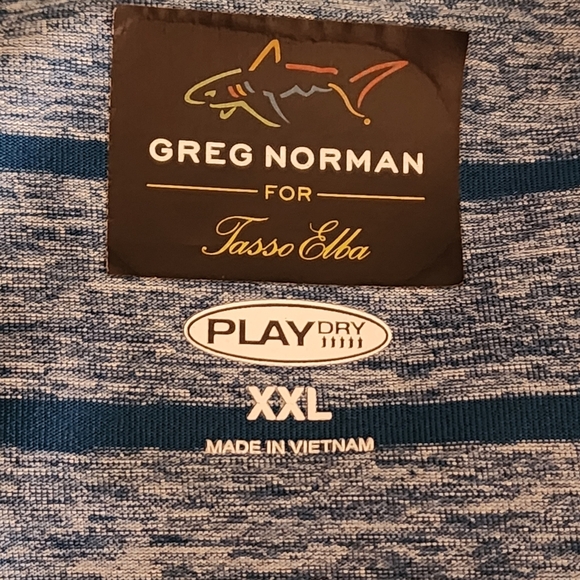 GREG NORMAN
FOR
Tasso Elba
PLAY DRY
XXL
MADE IN VIETNAM